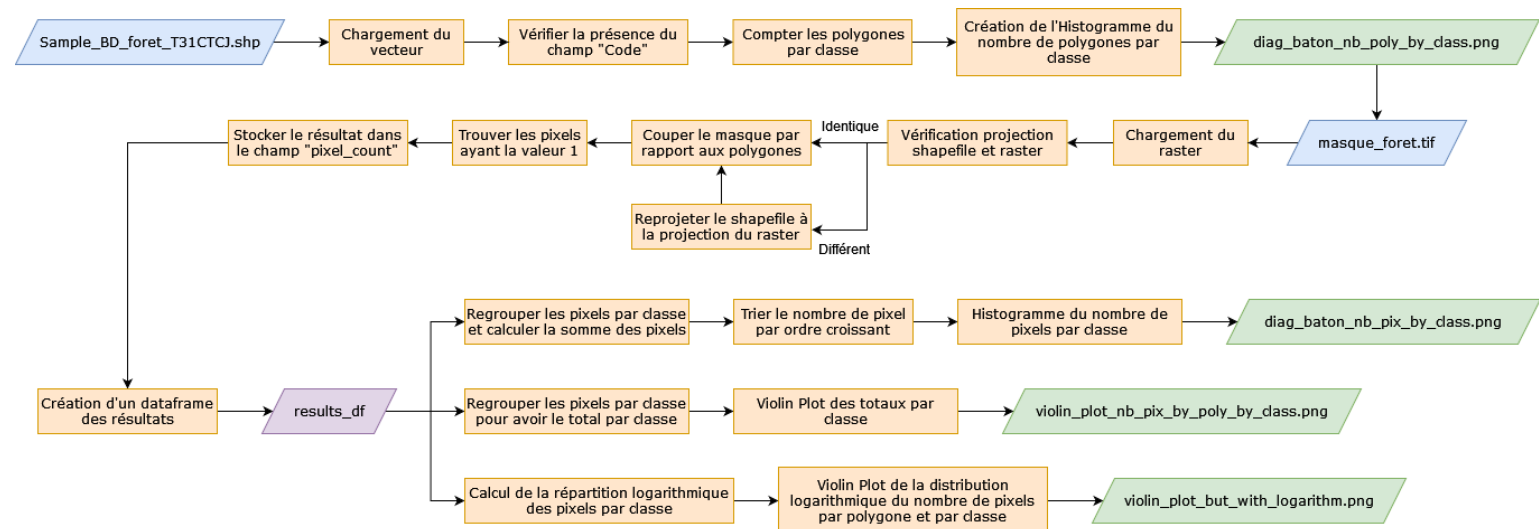 Sample_BD_foret_T31CTCJ.shp
Chargement du
vecteur
Vérifier la présence du
champ "Code"
Compter les polygones
par classe
Création de l'Histogramme du
nombre de polygones par
classe
diag_baton_nb_poly_by_class.png
Stocker le résultat dans
le champ "pixel_count"
Trouver les pixels
ayant la valeur 1
Couper le masque par
rapport aux polygones
Identique
Vérification projection
shapefile et raster
Chargement du
raster
masque_foret.tif
Reprojeter le shapefile à
la projection du raster
Différent
Regrouper les pixels par classe
et calculer la somme des pixels
Trier le nombre de pixel
par ordre croissant
Histogramme du nombre de
pixels par classe
diag_baton_nb_pix_by_class.png
Création d'un dataframe
des résultats
results_df
Regrouper les pixels par classe
pour avoir le total par classe
Violin Plot des totaux par
classe
violin_plot_nb_pix_by_poly_by_class.png
Calcul de la répartition logarithmique
des pixels par classe
Violin Plot de la distribution
logarithmique du nombre de pixels
par polygone et par classe
violin_plot_but_with_logarithm.png